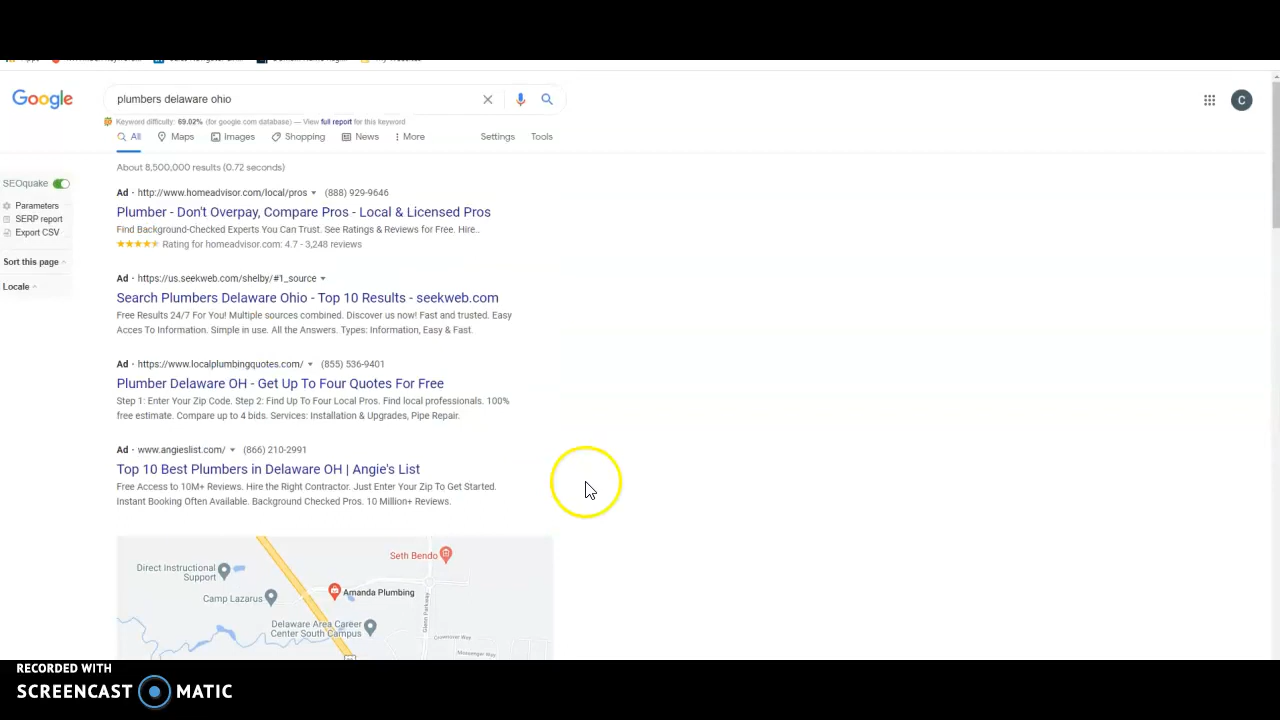 Google
plumbers delaware ohio
Keyword difficulty: 69.02% (for google.com database) — View full report for this keyword
All Maps Images Shopping News More Settings Tools
About 8,500,000 results (0.72 seconds)
SEOquake
Parameters
SERP report
Export CSV
Sort this page
Locale
C
Ad · http://www.homeadvisor.com/local/pros (888) 929-9646
Plumber - Don't Overpay, Compare Pros - Local & Licensed Pros
Find Background-Checked Experts You Can Trust. See Ratings & Reviews for Free. Hire..
Rating for homeadvisor.com: 4.7 - 3,248 reviews
Ad · https://us.seekweb.com/shelby/#1_source
Search Plumbers Delaware Ohio - Top 10 Results - seekweb.com
Free Results 24/7 For You! Multiple sources combined. Discover us now! Fast and trusted. Easy
Acces To Information. Simple in use. All the Answers. Types: Information, Easy & Fast.
Ad · https://www.localplumbingquotes.com/ (855) 536-9401
Plumber Delaware OH - Get Up To Four Quotes For Free
Step 1: Enter Your Zip Code. Step 2: Find Up To Four Local Pros. Find local professionals. 100%
free estimate. Compare up to 4 bids. Services: Installation & Upgrades, Pipe Repair.
Ad · www.angieslist.com/ (866) 210-2991
Top 10 Best Plumbers in Delaware OH | Angie's List
Free Access to 10M+ Reviews. Hire the Right Contractor. Just Enter Your Zip To Get Started.
Instant Booking Often Available. Background Checked Pros. 10 Million+ Reviews.
Seth Bendo
Direct Instructional
Support
Amanda Plumbing
Camp Lazarus
Delaware Area Career
Center South Campus
Glenn Parkway
RECORDED WITH
SCREENCAST MATIC